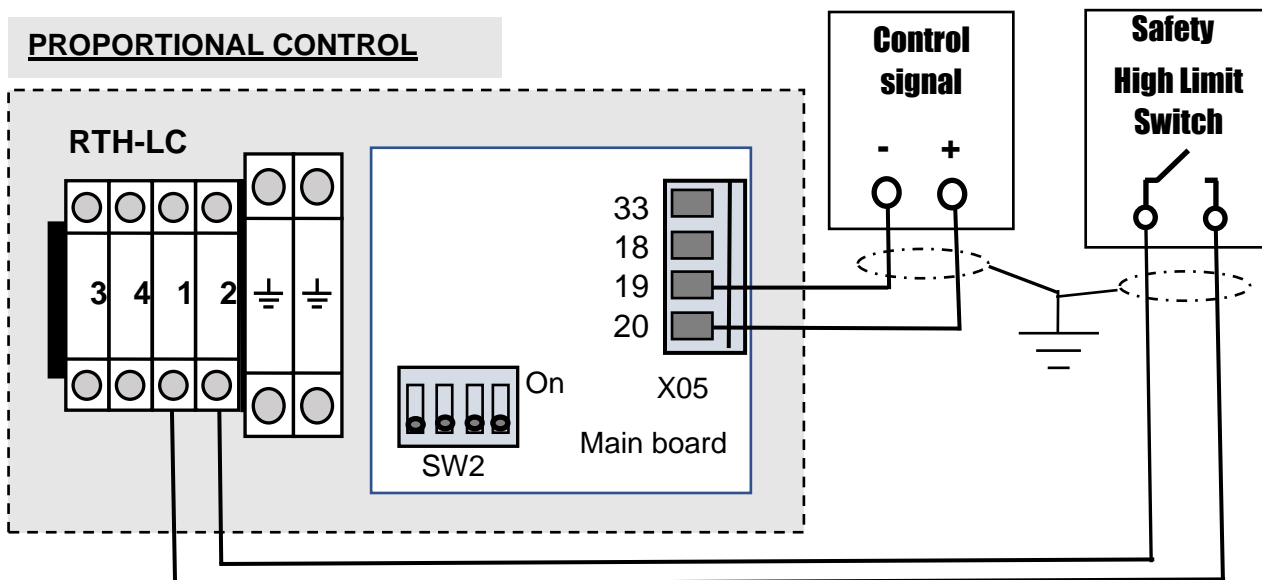 PROPORTIONAL CONTROL
Control
signal
- +
Safety
High Limit
Switch
RTH-LC
3 4 1 2
33
18
19
20
On
SW2
X05
Main board